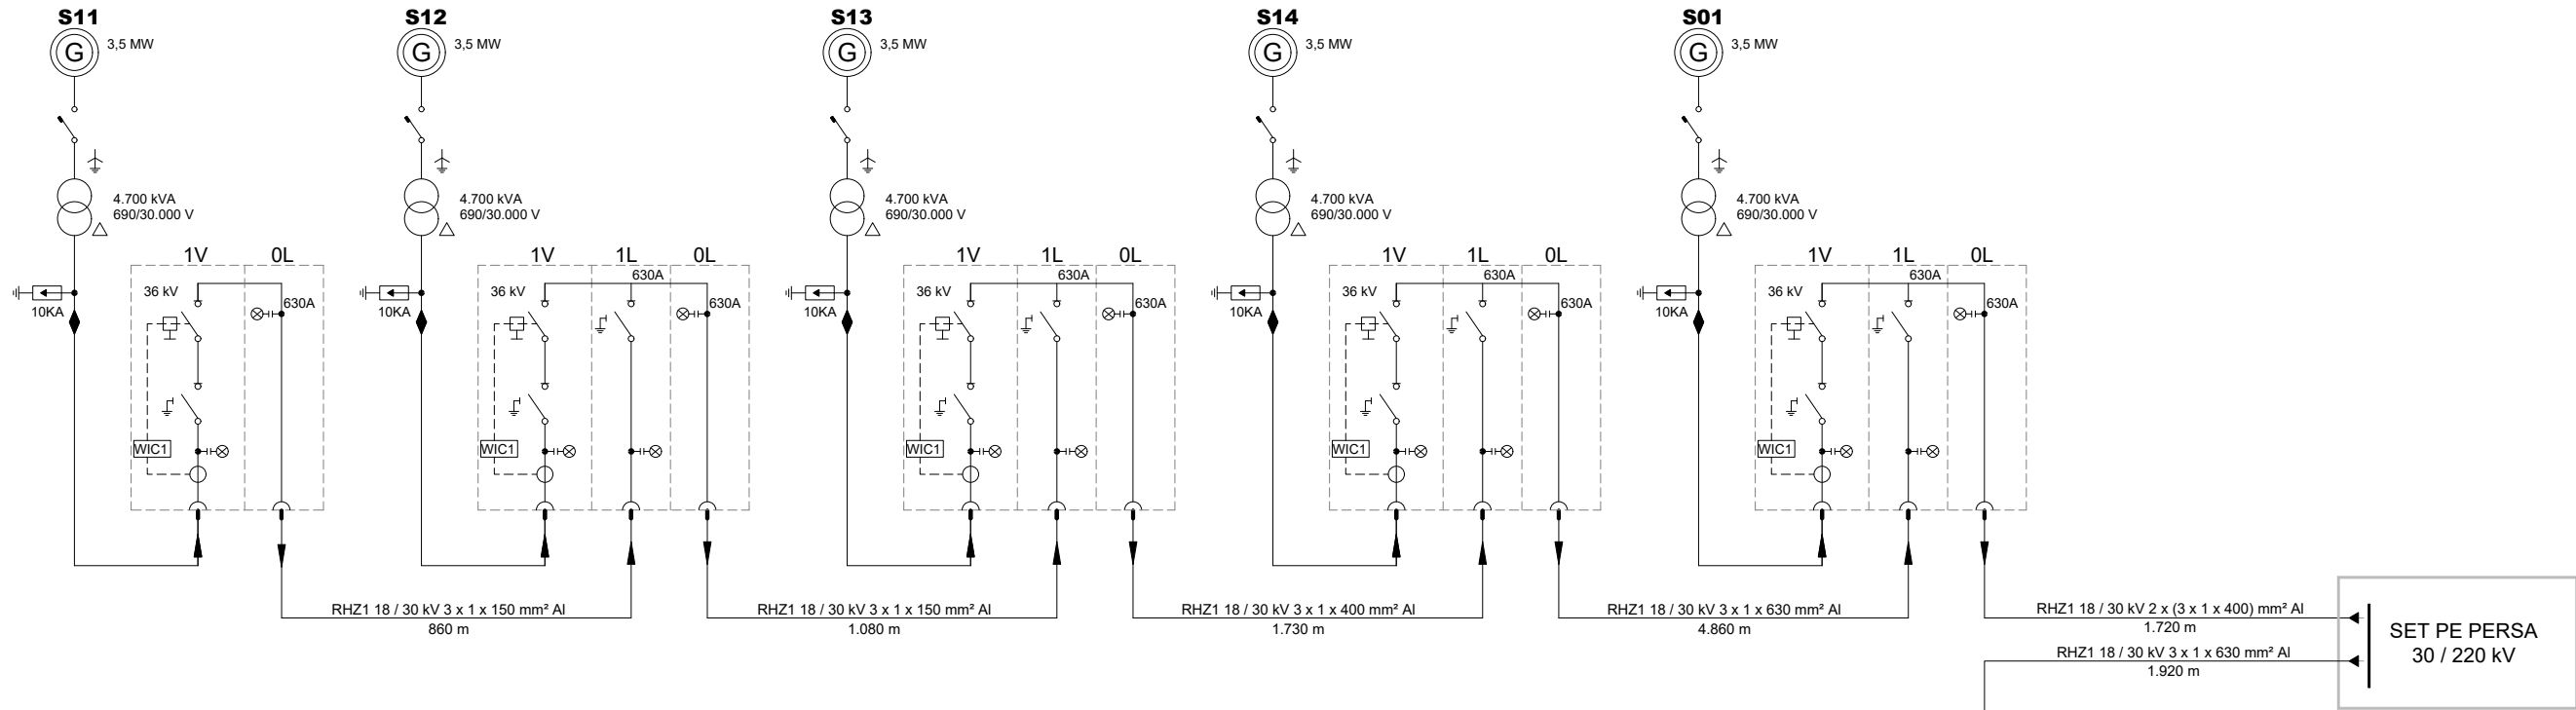 S11
G
3,5 MW
4.700 kVA
690/30.000 V
1V
0L
36 kV
630A
10KA
WIC1
S12
G
3,5 MW
4.700 kVA
690/30.000 V
1V
1L
0L
630A
36 kV
630A
10KA
WIC1
S13
G
3,5 MW
4.700 kVA
690/30.000 V
1V
1L
0L
630A
36 kV
630A
10KA
WIC1
S14
G
3,5 MW
4.700 kVA
690/30.000 V
1V
1L
0L
630A
36 kV
630A
10KA
WIC1
S01
G
3,5 MW
4.700 kVA
690/30.000 V
1V
1L
0L
630A
36 kV
630A
10KA
WIC1
RHZ1 18 / 30 kV 3 x 1 x 150 mm² Al
860 m
RHZ1 18 / 30 kV 3 x 1 x 150 mm² Al
1.080 m
RHZ1 18 / 30 kV 3 x 1 x 400 mm² Al
1.730 m
RHZ1 18 / 30 kV 3 x 1 x 630 mm² Al
4.860 m
RHZ1 18 / 30 kV 2 x (3 x 1 x 400) mm² Al
1.720 m
RHZ1 18 / 30 kV 3 x 1 x 630 mm² Al
1.920 m
SET PE PERSA
30 / 220 kV